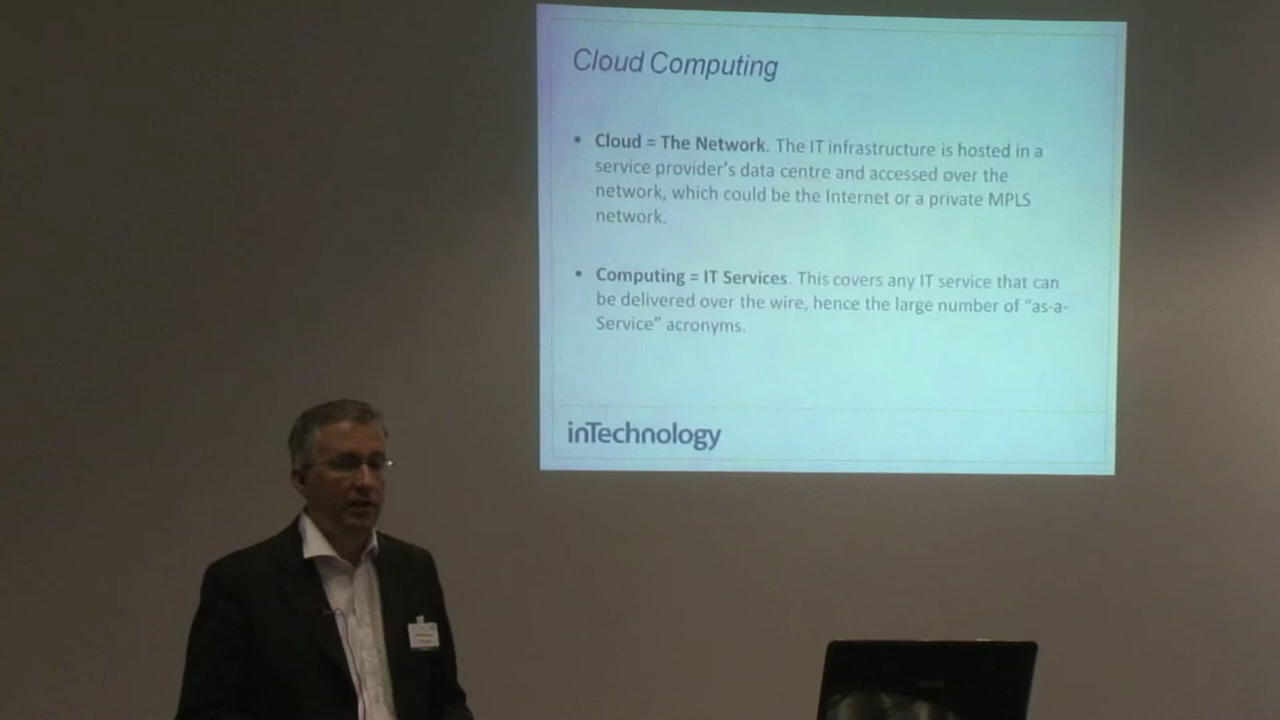 Cloud Computing
• Cloud = The Network. The IT infrastructure is hosted in a
service provider's data centre and accessed over the
network, which could be the Internet or a private MPLS
network.
• Computing = IT Services. This covers any IT service that can
be delivered over the wire, hence the large number of "as-a-
Service" acronyms.
inTechnology